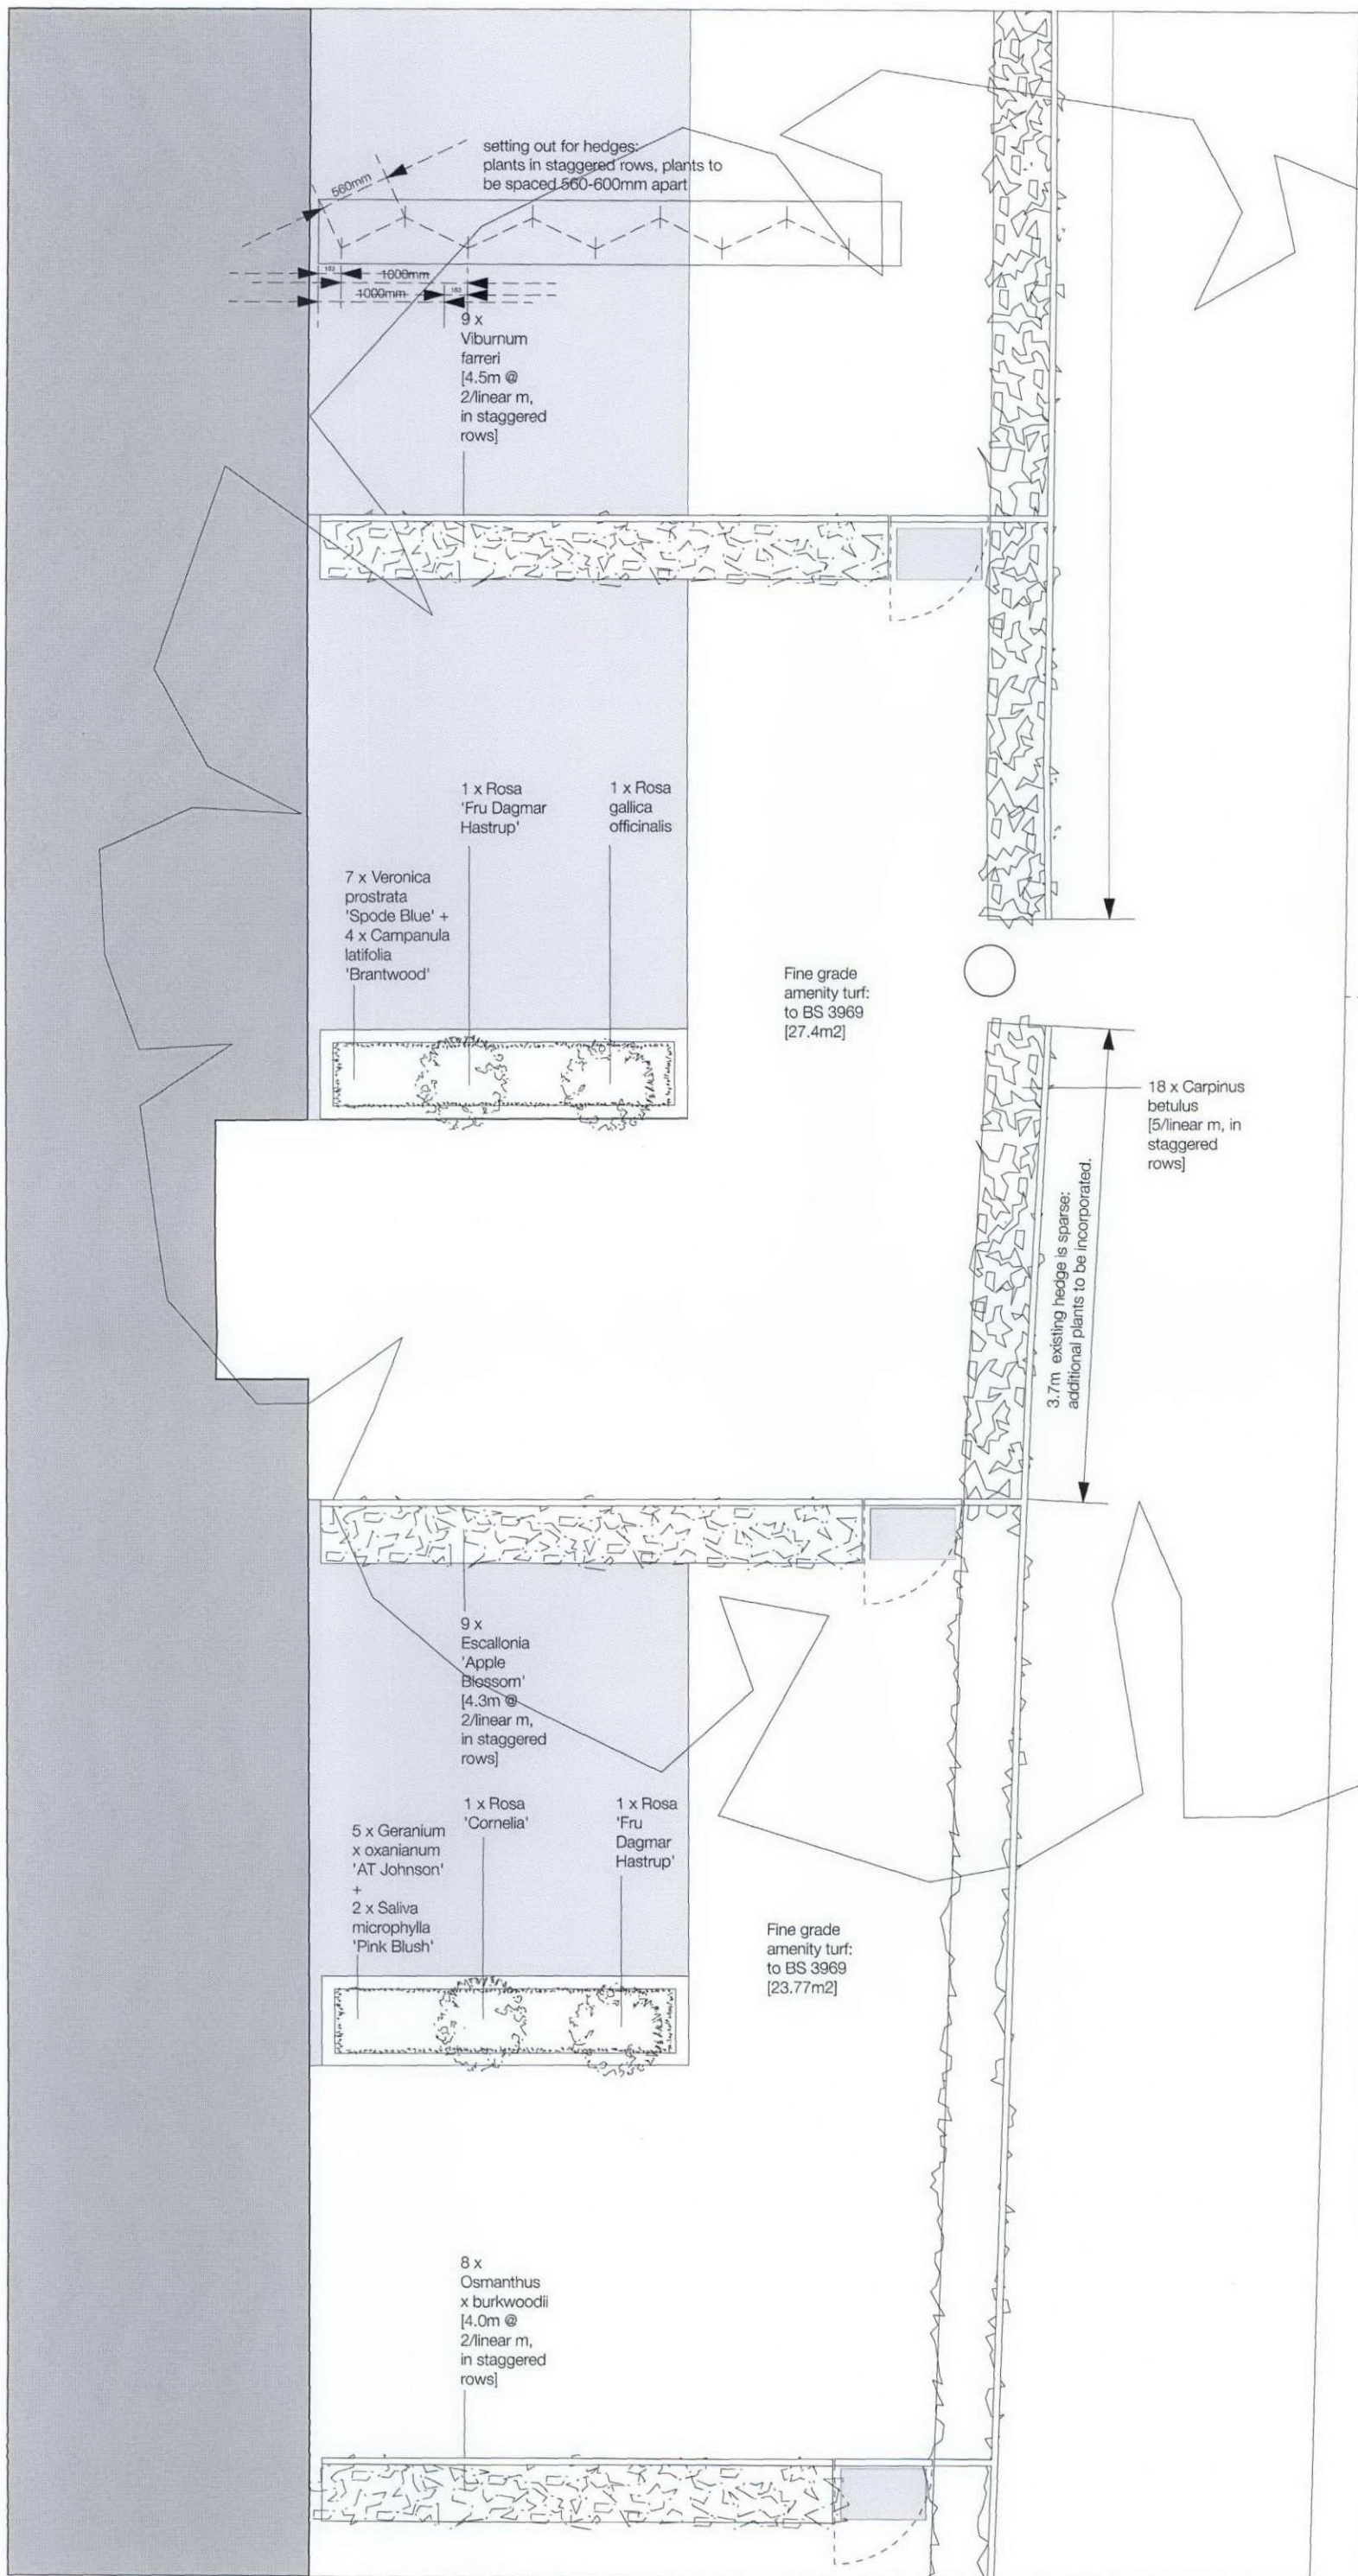 setting out for hedges:
plants in staggered rows, plants to
be spaced 560-600mm apart
560mm
183
1000mm
1000mm
183
9 x
Viburnum
farreri
[4.5m @
2/linear m,
in staggered
rows]
1 x Rosa
'Fru Dagmar
Hastrup'
1 x Rosa
gallica
officinalis
7 x Veronica
prostrata
'Spode Blue' +
4 x Campanula
latifolia
'Brantwood'
Fine grade
amenity turf:
to BS 3969
[27.4m2]
18 x Carpinus
betulus
[5/linear m, in
staggered
rows]
3.7m existing hedge is sparse:
additional plants to be incorporated.
9 x
Escallonia
'Apple
Blossom'
[4.3m @
2/linear m,
in staggered
rows]
1 x Rosa
'Cornelia'
1 x Rosa
'Fru
Dagmar
Hastrup'
5 x Geranium
x oxanianum
'AT Johnson'
+
2 x Saliva
microphylla
'Pink Blush'
Fine grade
amenity turf:
to BS 3969
[23.77m2]
8 x
Osmanthus
x burkwoodii
[4.0m @
2/linear m,
in staggered
rows]